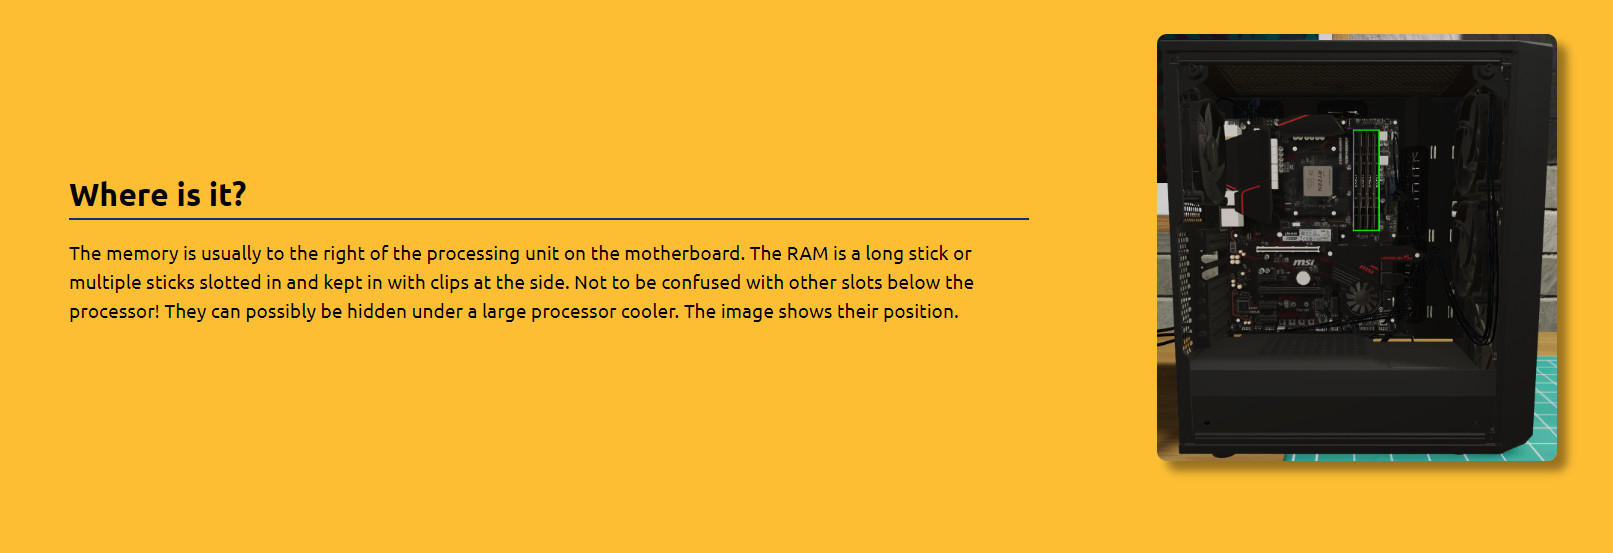 Where is it?
The memory is usually to the right of the processing unit on the motherboard. The RAM is a long stick or
multiple sticks slotted in and kept in with clips at the side. Not to be confused with other slots below the
processor! They can possibly be hidden under a large processor cooler. The image shows their position.
RYZEN
msi